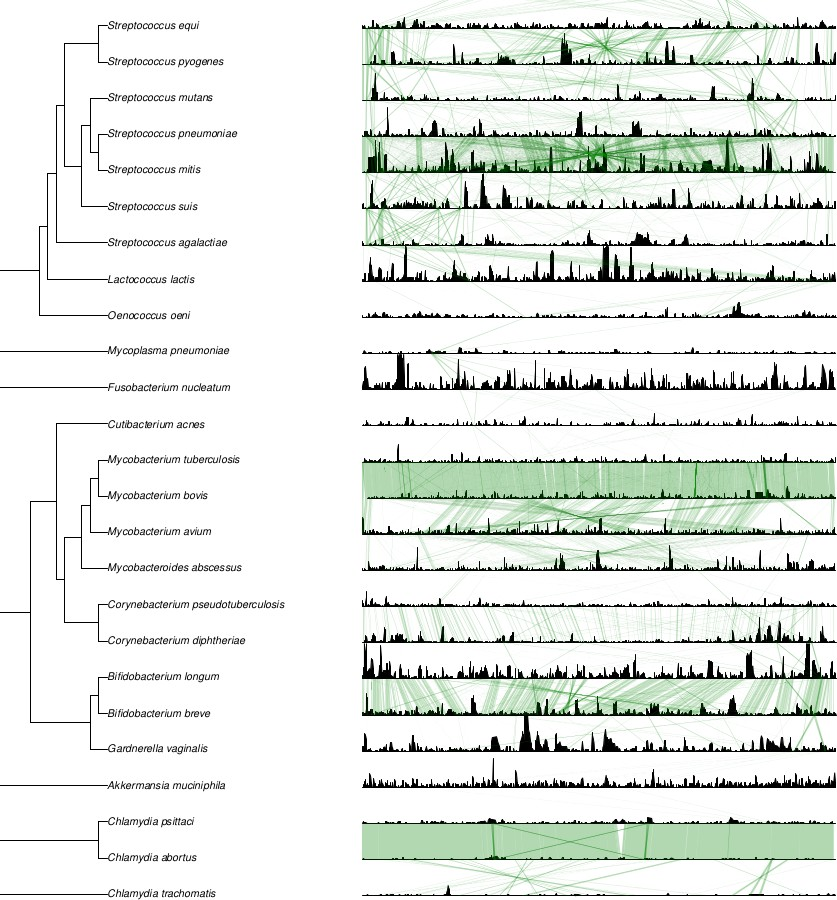 Streptococcus equi
Streptococcus pyogenes
Streptococcus mutans
Streptococcus pneumoniae
Streptococcus mitis
Streptococcus suis
Streptococcus agalactiae
Lactococcus lactis
Oenococcus oeni
Mycoplasma pneumoniae
Fusobacterium nucleatum
Cutibacterium acnes
Mycobacterium tuberculosis
Mycobacterium bovis
Mycobacterium avium
Mycobacteroides abscessus
Corynebacterium pseudotuberculosis
Corynebacterium diphtheriae
Bifidobacterium longum
Bifidobacterium breve
Gardnerella vaginalis
Akkermansia muciniphila
Chlamydia psittaci
Chlamydia abortus
Chlamydia trachomatis